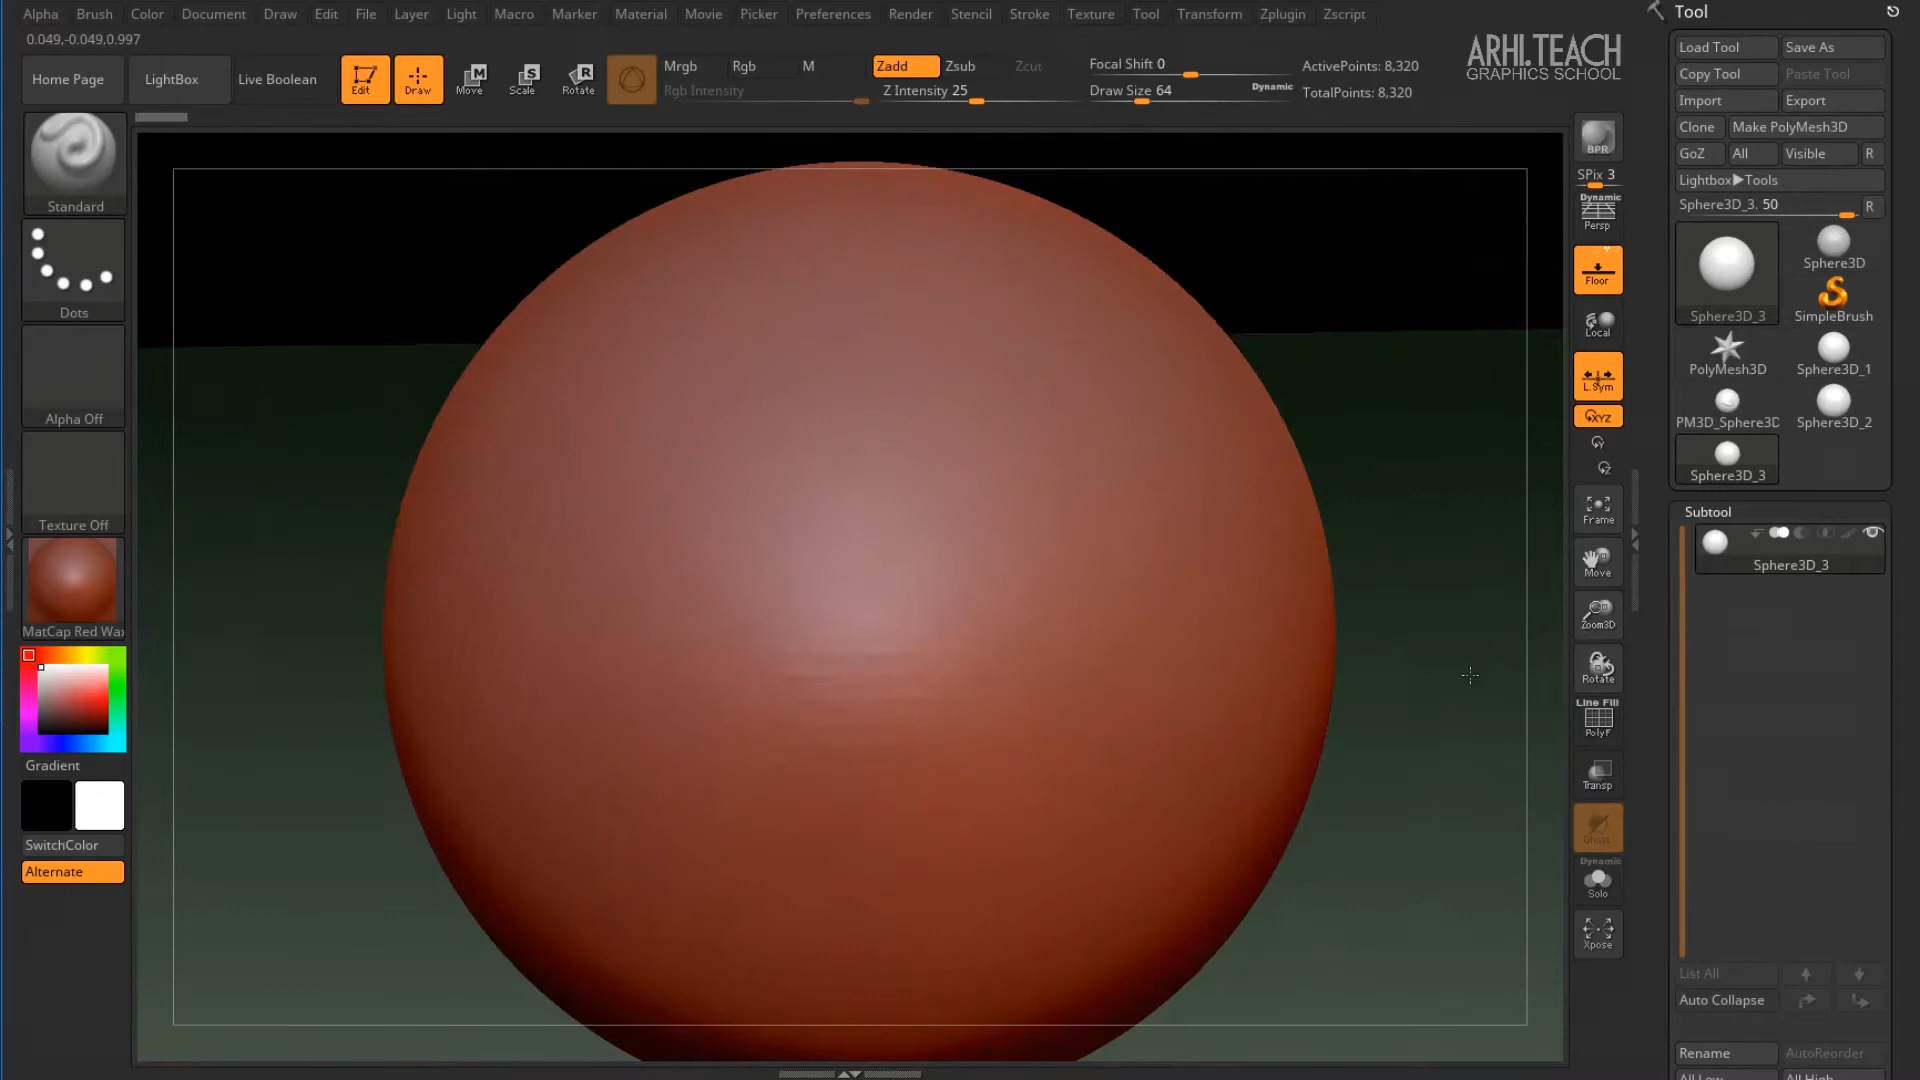 Alpha Brush Color Document Draw Edit File Layer Light Macro Marker Material Movie Picker Preferences Render Stencil Stroke Texture Tool Transform Zplugin Zscript
0.049,-0.049,0.997
Home Page LightBox Live Boolean Edit Draw Move Scale Rotate
Mrgb Rgb M
Rgb Intensity
Zadd Zsub Zcut
Z Intensity 25
Focal Shift 0
Draw Size 64 Dynamic
ActivePoints: 8,320
TotalPoints: 8,320
ARHI.TEACH
GRAPHICS SCHOOL
Standard
Dots
Alpha Off
Texture Off
MatCap Red Wax
Gradient
SwitchColor
Alternate
BPR
SPix 3
Dynamic
Persp
Floor
Local
L.Sym
XYZ
Frame
Move
Zoom3D
Rotate
Line Fill
PolyF
Transp
Ghost
Dynamic
Solo
Xpose
Tool
Load Tool Save As
Copy Tool Paste Tool
Import Export
Clone Make PolyMesh3D
GoZ All Visible R
Lightbox▶Tools
Sphere3D_3. 50 R
Sphere3D
Sphere3D_3 SimpleBrush
PolyMesh3D Sphere3D_1
PM3D_Sphere3D Sphere3D_2
Sphere3D_3
Subtool
Sphere3D_3
List All
Auto Collapse
Rename AutoReorder
All Low All High